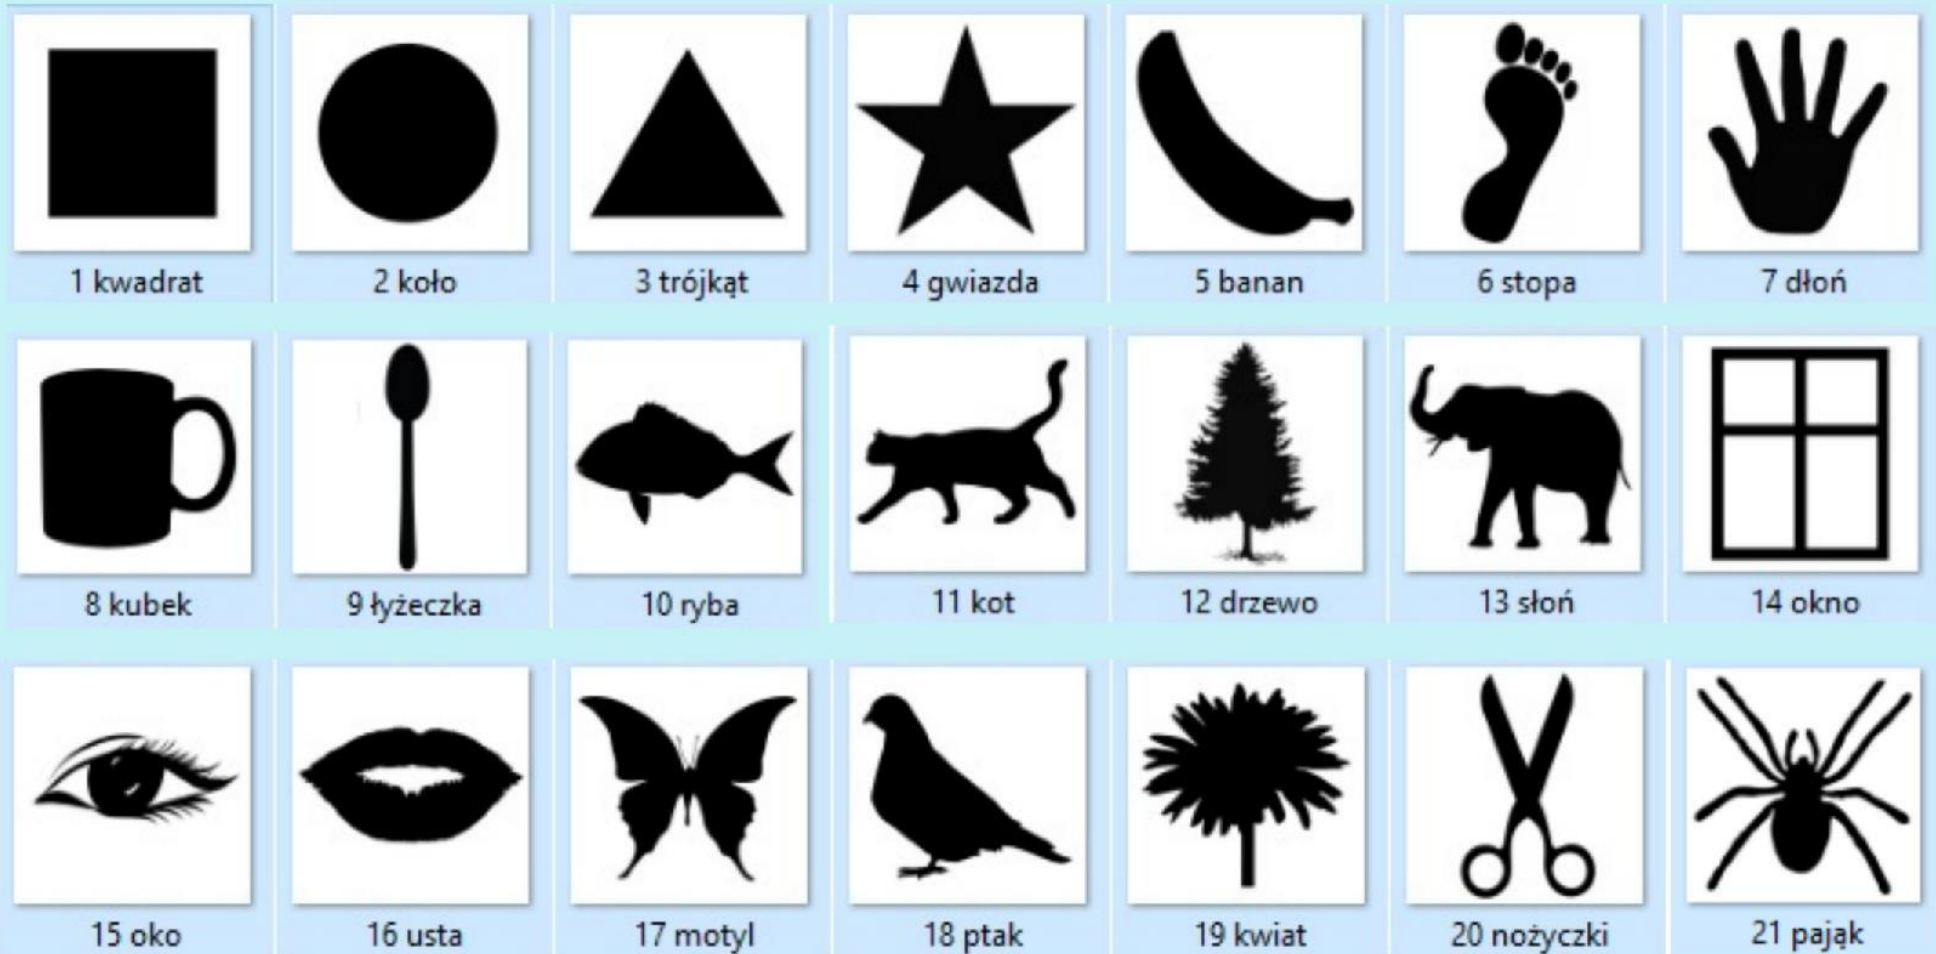 1 kwadrat
2 koło
3 trójkąt
4 gwiazda
5 banan
6 stopa
7 dłoń
8 kubek
9 łyżeczka
10 ryba
11 kot
12 drzewo
13 słoń
14 okno
15 oko
16 usta
17 motyl
18 ptak
19 kwiat
20 nożyczki
21 pająk